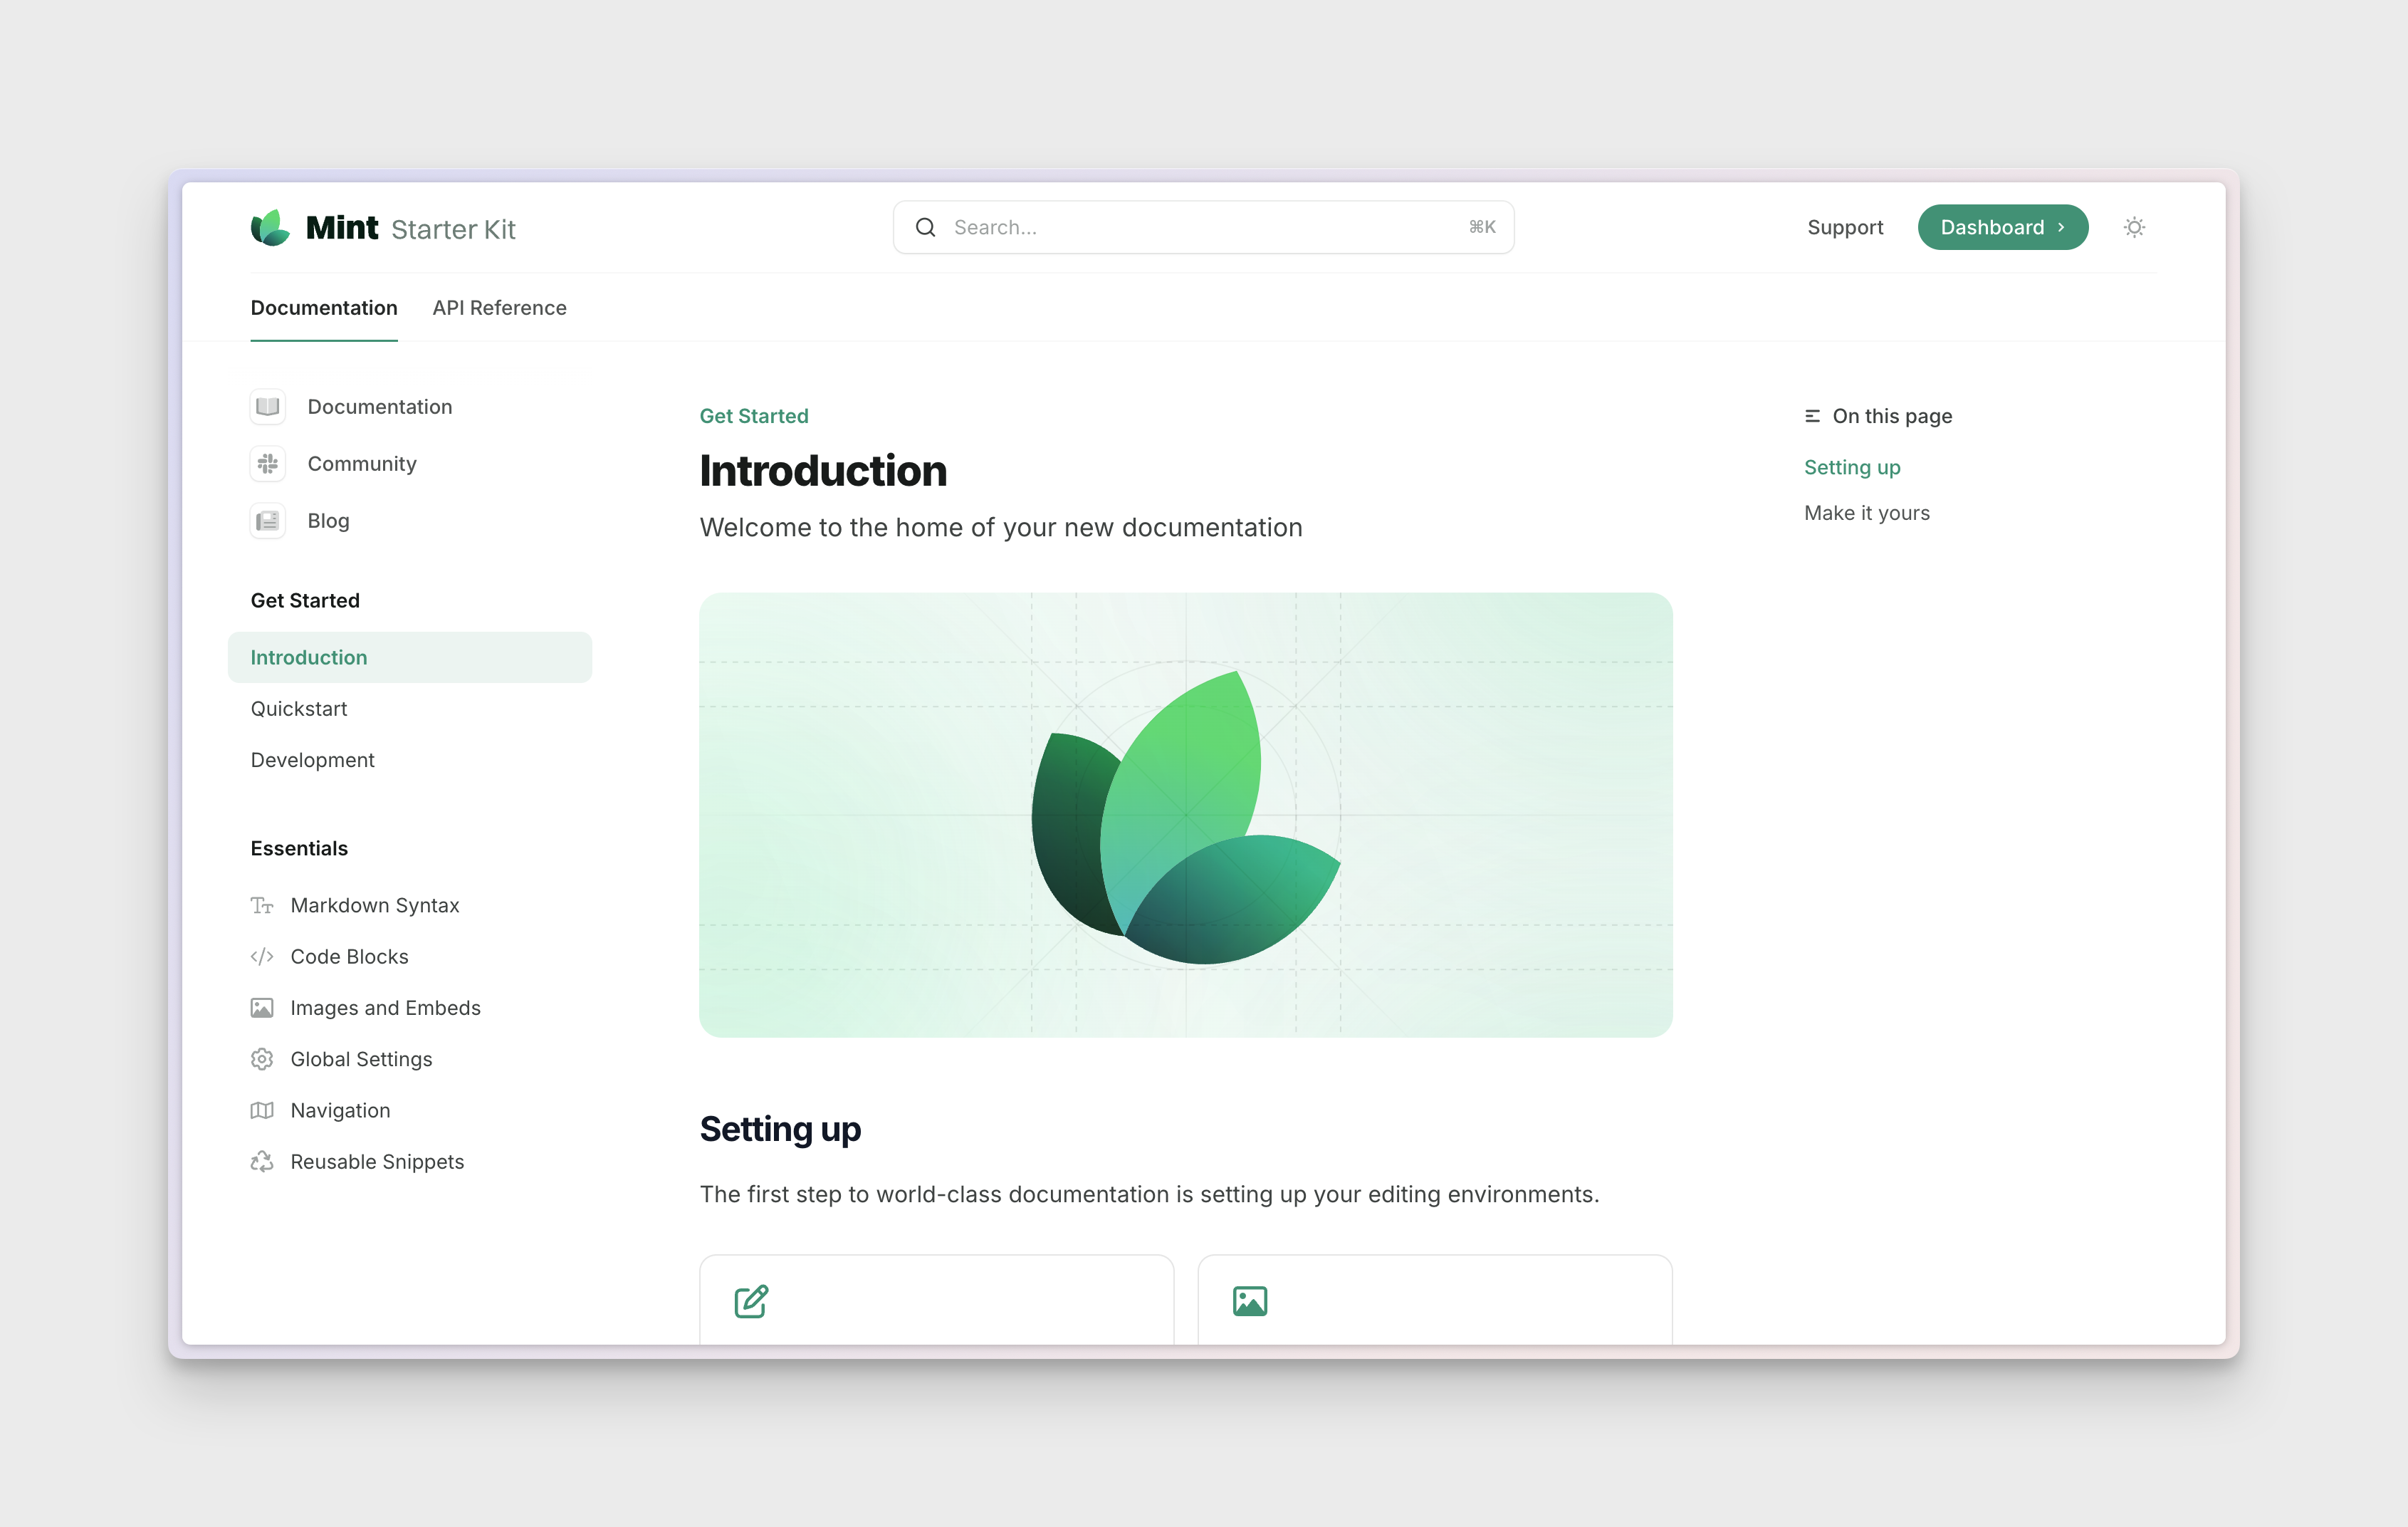 Mint Starter Kit
Search...
⌘K
Support
Dashboard
Documentation
API Reference
Documentation
Community
Blog
Get Started
Introduction
Quickstart
Development
Essentials
Markdown Syntax
Code Blocks
Images and Embeds
Global Settings
Navigation
Reusable Snippets
Get Started
Introduction
Welcome to the home of your new documentation
Setting up
The first step to world-class documentation is setting up your editing environments.
On this page
Setting up
Make it yours